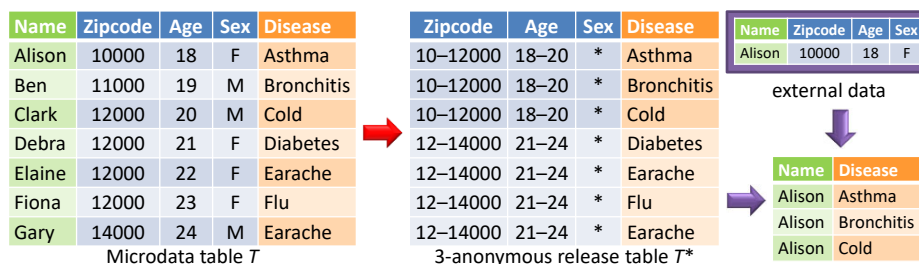 Name Zipcode Age Sex Disease
Alison 10000 18 F Asthma
Ben 11000 19 M Bronchitis
Clark 12000 20 M Cold
Debra 12000 21 F Diabetes
Elaine 12000 22 F Earache
Fiona 12000 23 F Flu
Gary 14000 24 M Earache
Microdata table T
Zipcode Age Sex Disease
10–12000 18–20 * Asthma
10–12000 18–20 * Bronchitis
10–12000 18–20 * Cold
12–14000 21–24 * Diabetes
12–14000 21–24 * Earache
12–14000 21–24 * Flu
12–14000 21–24 * Earache
3-anonymous release table T*
Name Zipcode Age Sex
Alison 10000 18 F
external data
Name Disease
Alison Asthma
Alison Bronchitis
Alison Cold